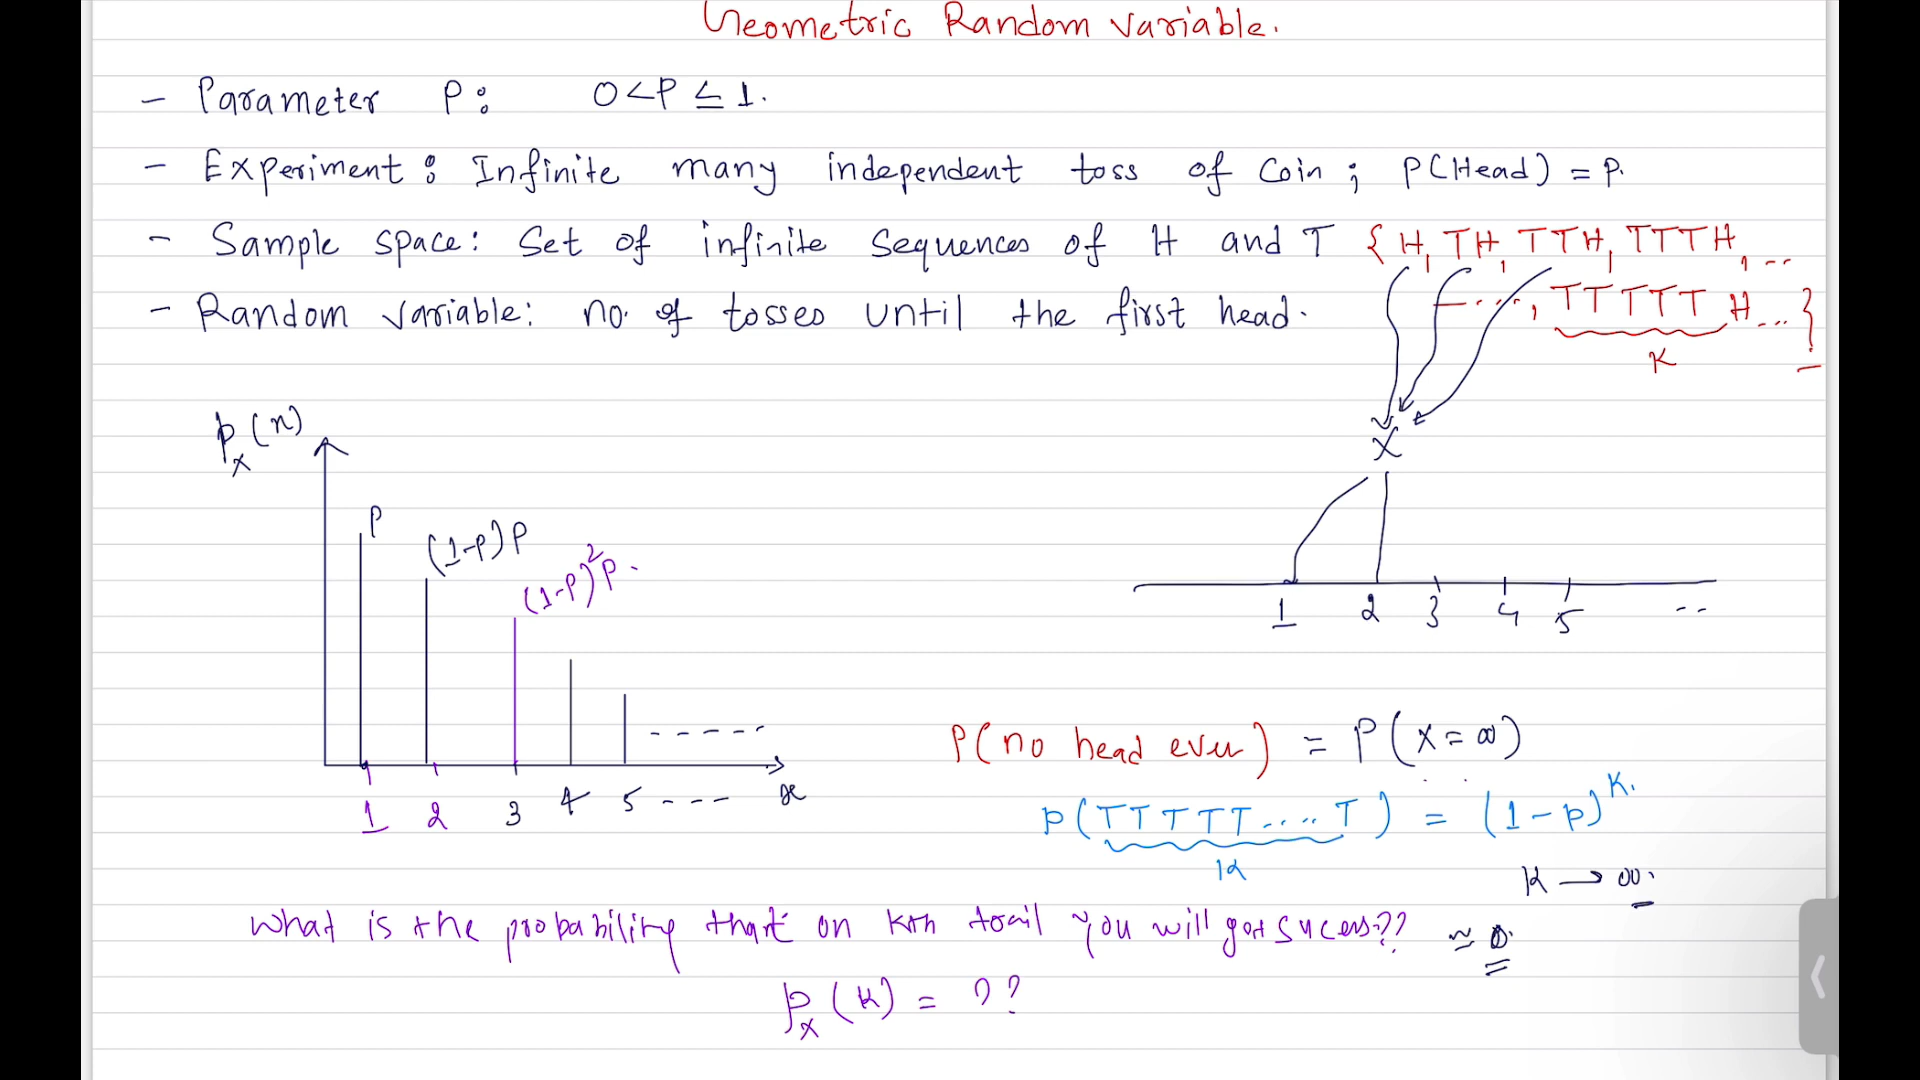 Geometric Random variable.
- Parameter P: 0<P≤1.
- Experiment: Infinite many independent toss of Coin; P(Head) = P.
- Sample space: Set of infinite sequences of H and T {H, TH, TTH, TTTH, ..
- ...., TTTTT H...}
K
- Random variable: no. of tosses until the first head.
X
1 2 3 4 5 --
p_x(x)
P
(1-P)P
(1-P)²P.
1 2 3 4 5 --- x
P(no head ever) = P(X=∞)
P(TTTTT.....T) = (1-P)^K.
K
K → ∞.
≈ 0.
What is the probability that on Kth trail you will get sucess??
p_x(K) = ??